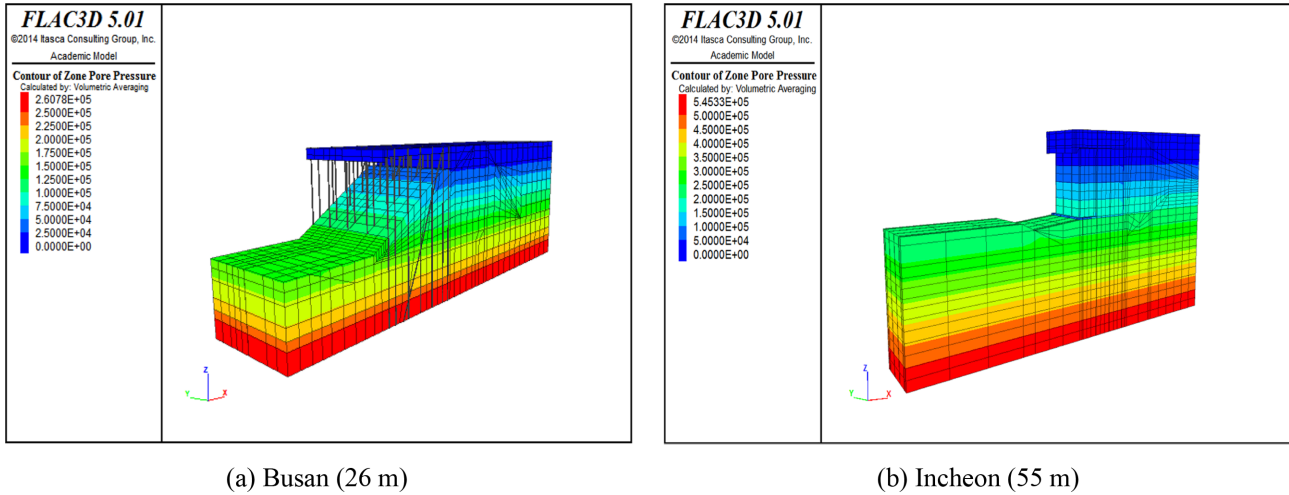 FLAC3D 5.01
©2014 Itasca Consulting Group, Inc.
Academic Model
Contour of Zone Pore Pressure
Calculated by: Volumetric Averaging
2.6078E+05
2.5000E+05
2.2500E+05
2.0000E+05
1.7500E+05
1.5000E+05
1.2500E+05
1.0000E+05
7.5000E+04
5.0000E+04
2.5000E+04
0.0000E+00
Z
Y
X
(a) Busan (26 m)
FLAC3D 5.01
©2014 Itasca Consulting Group, Inc.
Academic Model
Contour of Zone Pore Pressure
Calculated by: Volumetric Averaging
5.4533E+05
5.0000E+05
4.5000E+05
4.0000E+05
3.5000E+05
3.0000E+05
2.5000E+05
2.0000E+05
1.5000E+05
1.0000E+05
5.0000E+04
0.0000E+00
Z
Y
X
(b) Incheon (55 m)